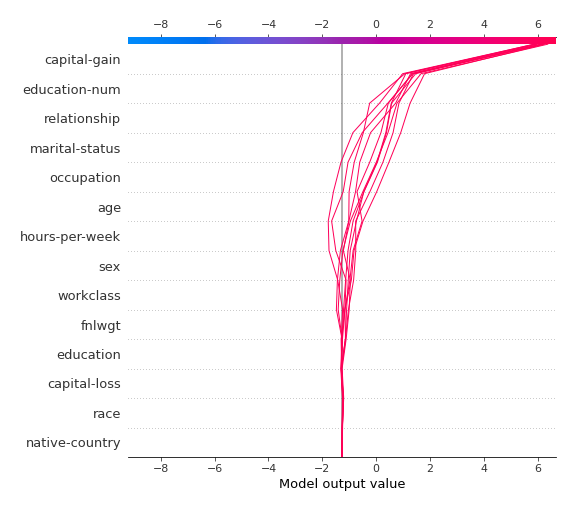 −8 −6 −4 −2 0 2 4 6
capital-gain
education-num
relationship
marital-status
occupation
age
hours-per-week
sex
workclass
fnlwgt
education
capital-loss
race
native-country
−8 −6 −4 −2 0 2 4 6
Model output value